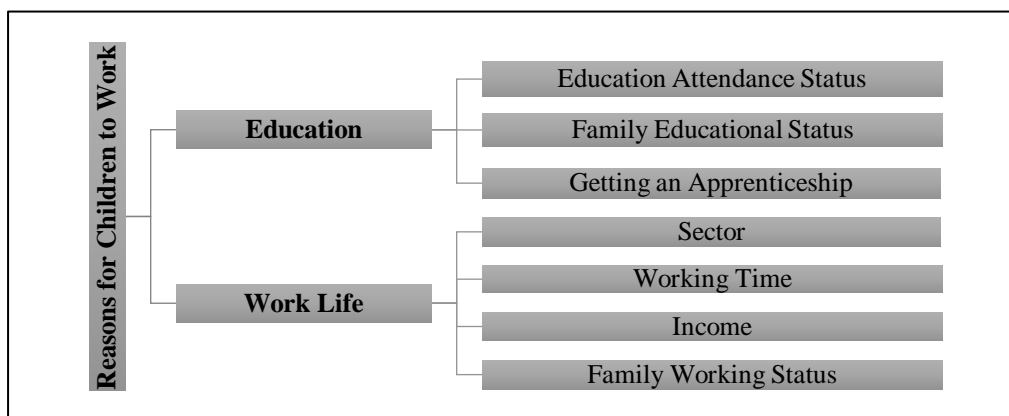 Reasons for Children to Work
Education
Education Attendance Status
Family Educational Status
Getting an Apprenticeship
Work Life
Sector
Working Time
Income
Family Working Status